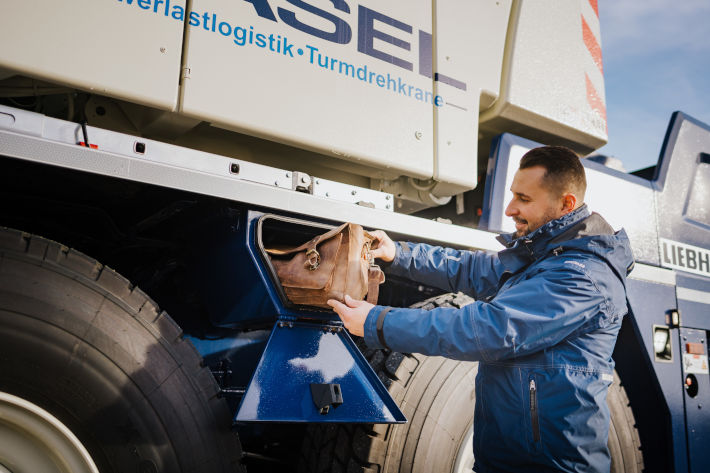 ASEL
werlastlogistik • Turmdrehkrane
LIEBH